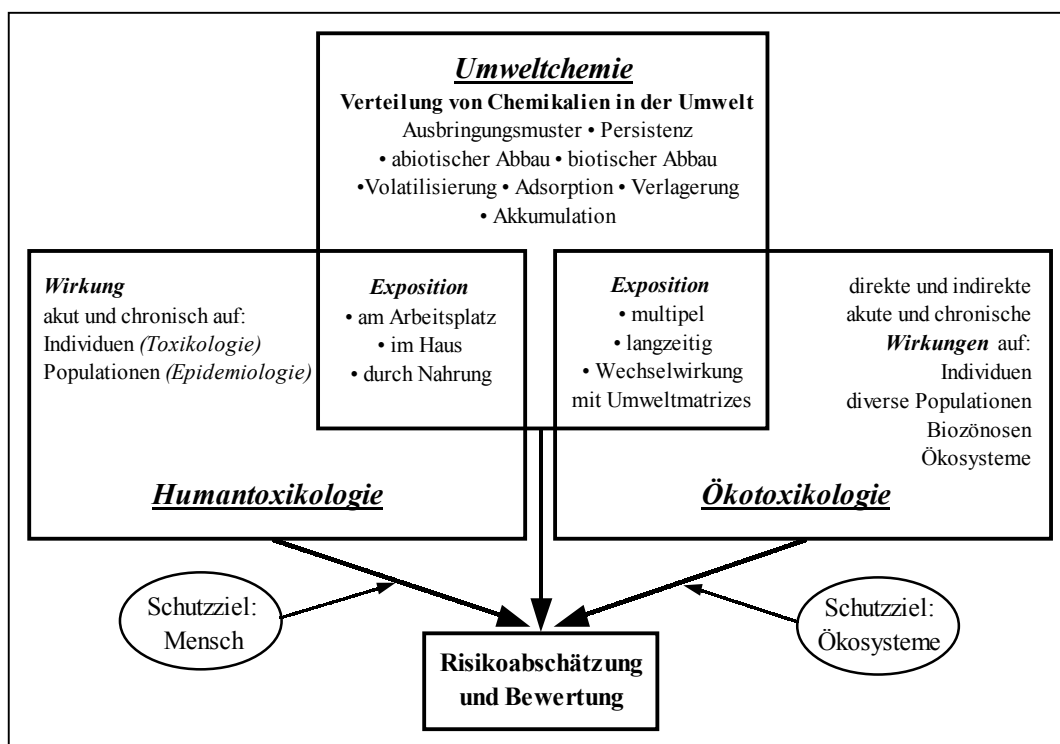 Umweltchemie
Verteilung von Chemikalien in der Umwelt
Ausbringungsmuster • Persistenz
• abiotischer Abbau • biotischer Abbau
•Volatilisierung • Adsorption • Verlagerung
• Akkumulation
Wirkung
akut und chronisch auf:
Individuen (Toxikologie)
Populationen (Epidemiologie)
Exposition
• am Arbeitsplatz
• im Haus
• durch Nahrung
Humantoxikologie
Exposition
• multipel
• langzeitig
• Wechselwirkung
mit Umweltmatrizes
direkte und indirekte
akute und chronische
Wirkungen auf:
Individuen
diverse Populationen
Biozönosen
Ökosysteme
Ökotoxikologie
Schutzziel:
Mensch
Schutzziel:
Ökosysteme
Risikoabschätzung
und Bewertung